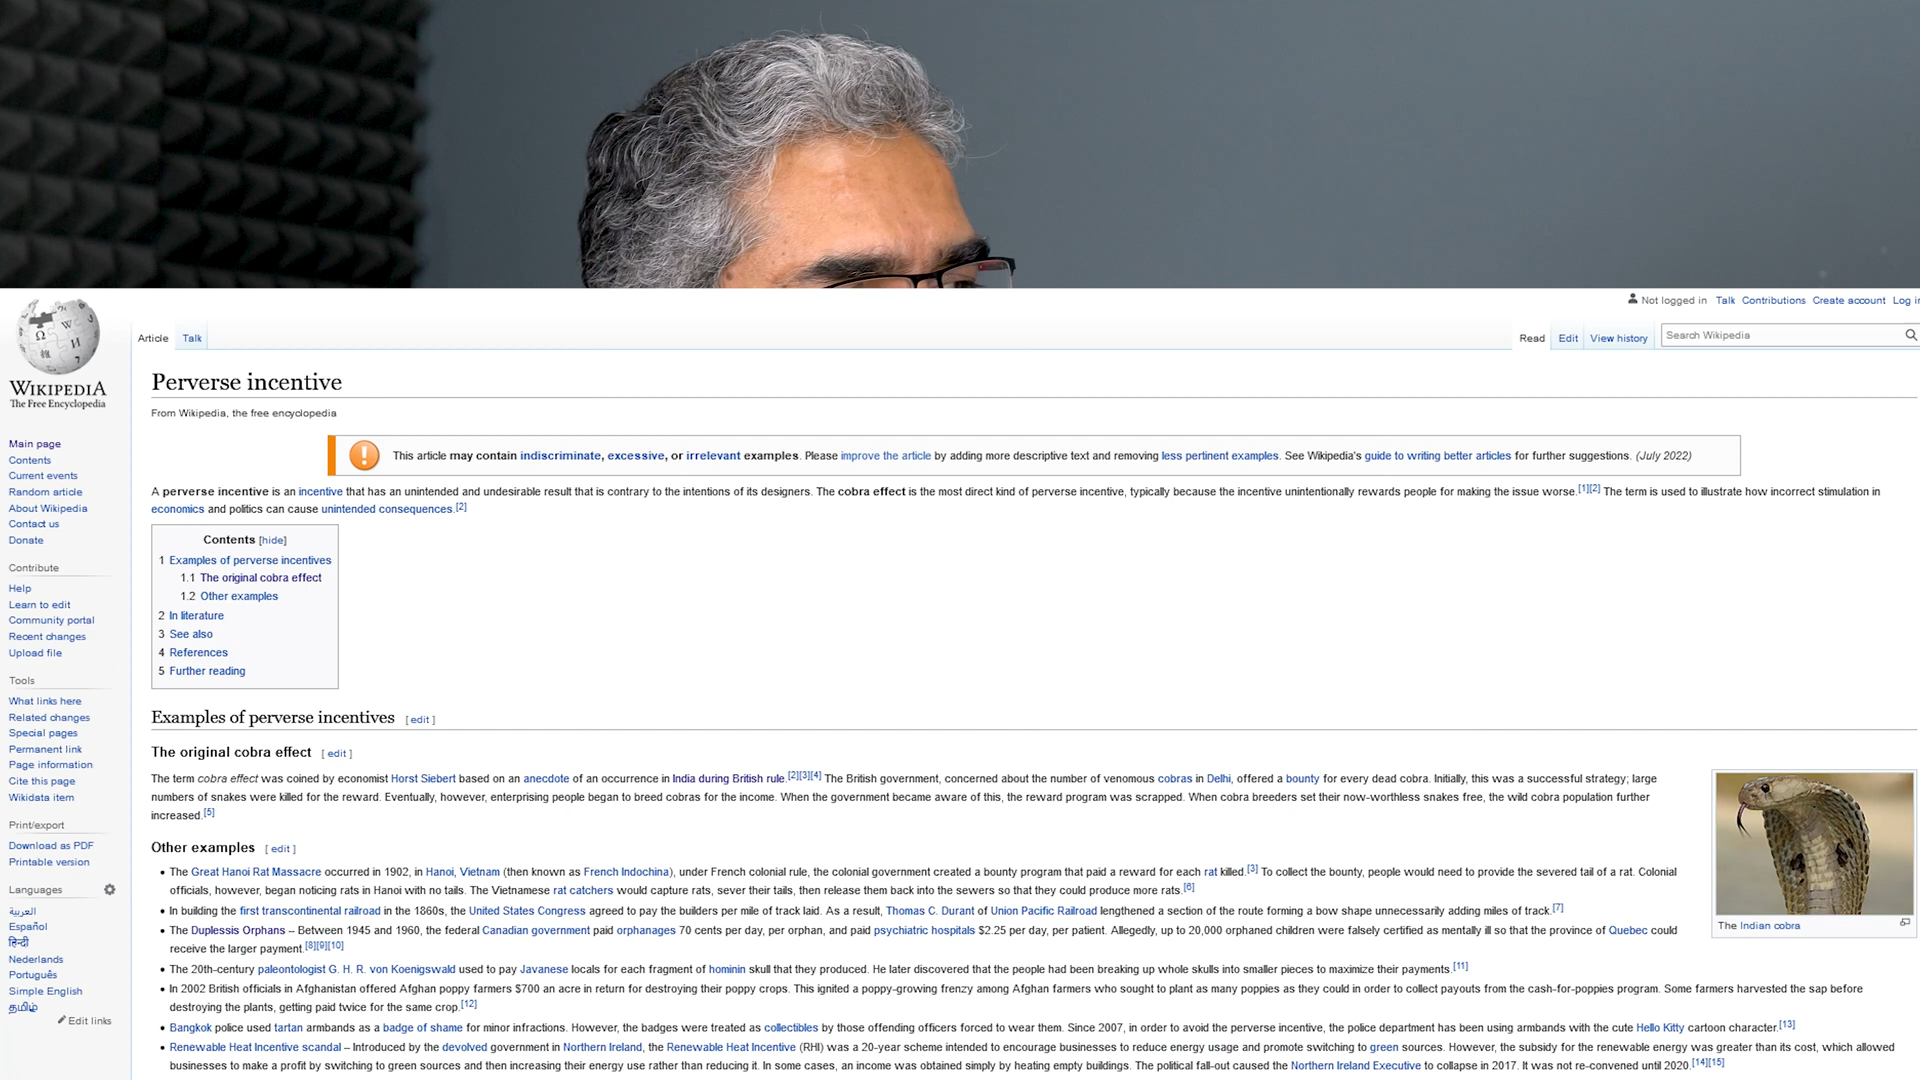 Not logged in Talk Contributions Create account Log in
Article Talk
Read Edit View history Search Wikipedia
WIKIPEDIA
The Free Encyclopedia
Main page
Contents
Current events
Random article
About Wikipedia
Contact us
Donate
Contribute
Help
Learn to edit
Community portal
Recent changes
Upload file
Tools
What links here
Related changes
Special pages
Permanent link
Page information
Cite this page
Wikidata item
Print/export
Download as PDF
Printable version
Languages
العربية
Español
हिन्दी
Nederlands
Português
Simple English
தமிழ்
Edit links
Perverse incentive
From Wikipedia, the free encyclopedia
This article may contain indiscriminate, excessive, or irrelevant examples. Please improve the article by adding more descriptive text and removing less pertinent examples. See Wikipedia's guide to writing better articles for further suggestions. (July 2022)
A perverse incentive is an incentive that has an unintended and undesirable result that is contrary to the intentions of its designers. The cobra effect is the most direct kind of perverse incentive, typically because the incentive unintentionally rewards people for making the issue worse.[1][2] The term is used to illustrate how incorrect stimulation in
economics and politics can cause unintended consequences.[2]
Contents [hide]
1 Examples of perverse incentives
1.1 The original cobra effect
1.2 Other examples
2 In literature
3 See also
4 References
5 Further reading
Examples of perverse incentives [ edit ]
The original cobra effect [ edit ]
The term cobra effect was coined by economist Horst Siebert based on an anecdote of an occurrence in India during British rule.[2][3][4] The British government, concerned about the number of venomous cobras in Delhi, offered a bounty for every dead cobra. Initially, this was a successful strategy; large
numbers of snakes were killed for the reward. Eventually, however, enterprising people began to breed cobras for the income. When the government became aware of this, the reward program was scrapped. When cobra breeders set their now-worthless snakes free, the wild cobra population further
increased.[5]
The Indian cobra
Other examples [ edit ]
• The Great Hanoi Rat Massacre occurred in 1902, in Hanoi, Vietnam (then known as French Indochina), under French colonial rule, the colonial government created a bounty program that paid a reward for each rat killed.[3] To collect the bounty, people would need to provide the severed tail of a rat. Colonial
officials, however, began noticing rats in Hanoi with no tails. The Vietnamese rat catchers would capture rats, sever their tails, then release them back into the sewers so that they could produce more rats.[6]
• In building the first transcontinental railroad in the 1860s, the United States Congress agreed to pay the builders per mile of track laid. As a result, Thomas C. Durant of Union Pacific Railroad lengthened a section of the route forming a bow shape unnecessarily adding miles of track.[7]
• The Duplessis Orphans – Between 1945 and 1960, the federal Canadian government paid orphanages 70 cents per day, per orphan, and paid psychiatric hospitals $2.25 per day, per patient. Allegedly, up to 20,000 orphaned children were falsely certified as mentally ill so that the province of Quebec could
receive the larger payment.[8][9][10]
• The 20th-century paleontologist G. H. R. von Koenigswald used to pay Javanese locals for each fragment of hominin skull that they produced. He later discovered that the people had been breaking up whole skulls into smaller pieces to maximize their payments.[11]
• In 2002 British officials in Afghanistan offered Afghan poppy farmers $700 an acre in return for destroying their poppy crops. This ignited a poppy-growing frenzy among Afghan farmers who sought to plant as many poppies as they could in order to collect payouts from the cash-for-poppies program. Some farmers harvested the sap before
destroying the plants, getting paid twice for the same crop.[12]
• Bangkok police used tartan armbands as a badge of shame for minor infractions. However, the badges were treated as collectibles by those offending officers forced to wear them. Since 2007, in order to avoid the perverse incentive, the police department has been using armbands with the cute Hello Kitty cartoon character.[13]
• Renewable Heat Incentive scandal – Introduced by the devolved government in Northern Ireland, the Renewable Heat Incentive (RHI) was a 20-year scheme intended to encourage businesses to reduce energy usage and promote switching to green sources. However, the subsidy for the renewable energy was greater than its cost, which allowed
businesses to make a profit by switching to green sources and then increasing their energy use rather than reducing it. In some cases, an income was obtained simply by heating empty buildings. The political fall-out caused the Northern Ireland Executive to collapse in 2017. It was not re-convened until 2020.[14][15]